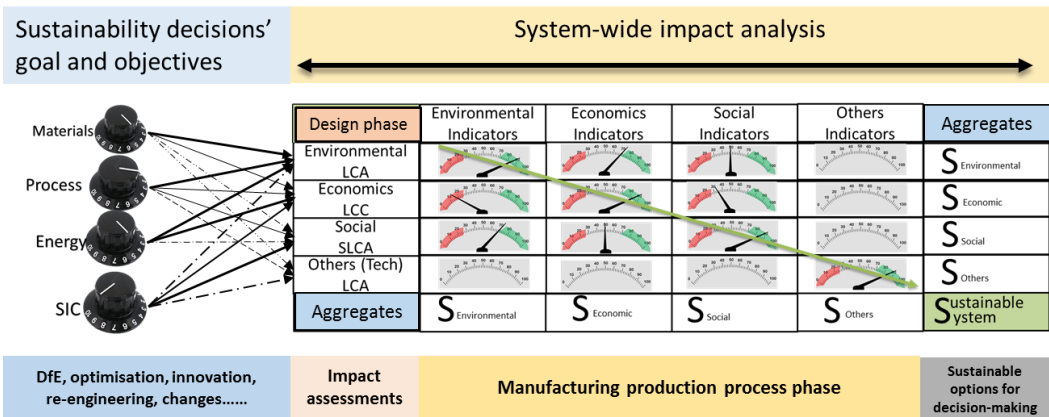 Sustainability decisions'
goal and objectives
System-wide impact analysis
Materials
Process
Energy
SIC
Design phase
Environmental
Indicators
Economics
Indicators
Social
Indicators
Others
Indicators
Aggregates
Environmental
LCA
S Environmental
Economics
LCC
S Economic
Social
SLCA
S Social
Others (Tech)
LCA
S Others
Aggregates
S Environmental
S Economic
S Social
S Others
Sustainable
System
DfE, optimisation, innovation,
re-engineering, changes......
Impact
assessments
Manufacturing production process phase
Sustainable
options for
decision-making